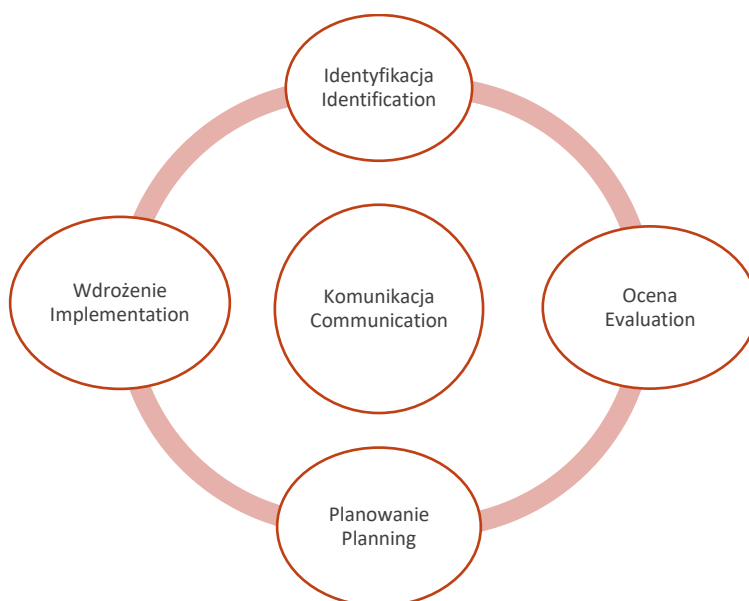 Identyfikacja
Identification
Wdrożenie
Implementation
Komunikacja
Communication
Ocena
Evaluation
Planowanie
Planning